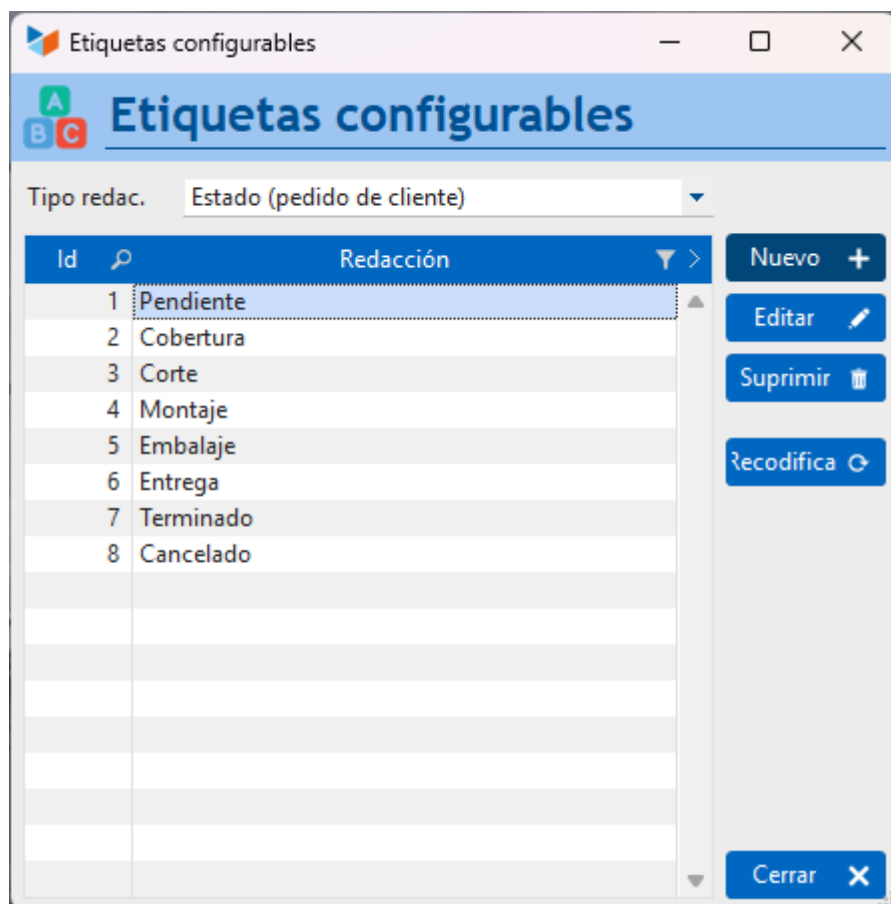 Etiquetas configurables
A
B C
Etiquetas configurables
Tipo redac. Estado (pedido de cliente)
Id Redacción
1 Pendiente
2 Cobertura
3 Corte
4 Montaje
5 Embalaje
6 Entrega
7 Terminado
8 Cancelado
Nuevo
Editar
Suprimir
Recodifica
Cerrar